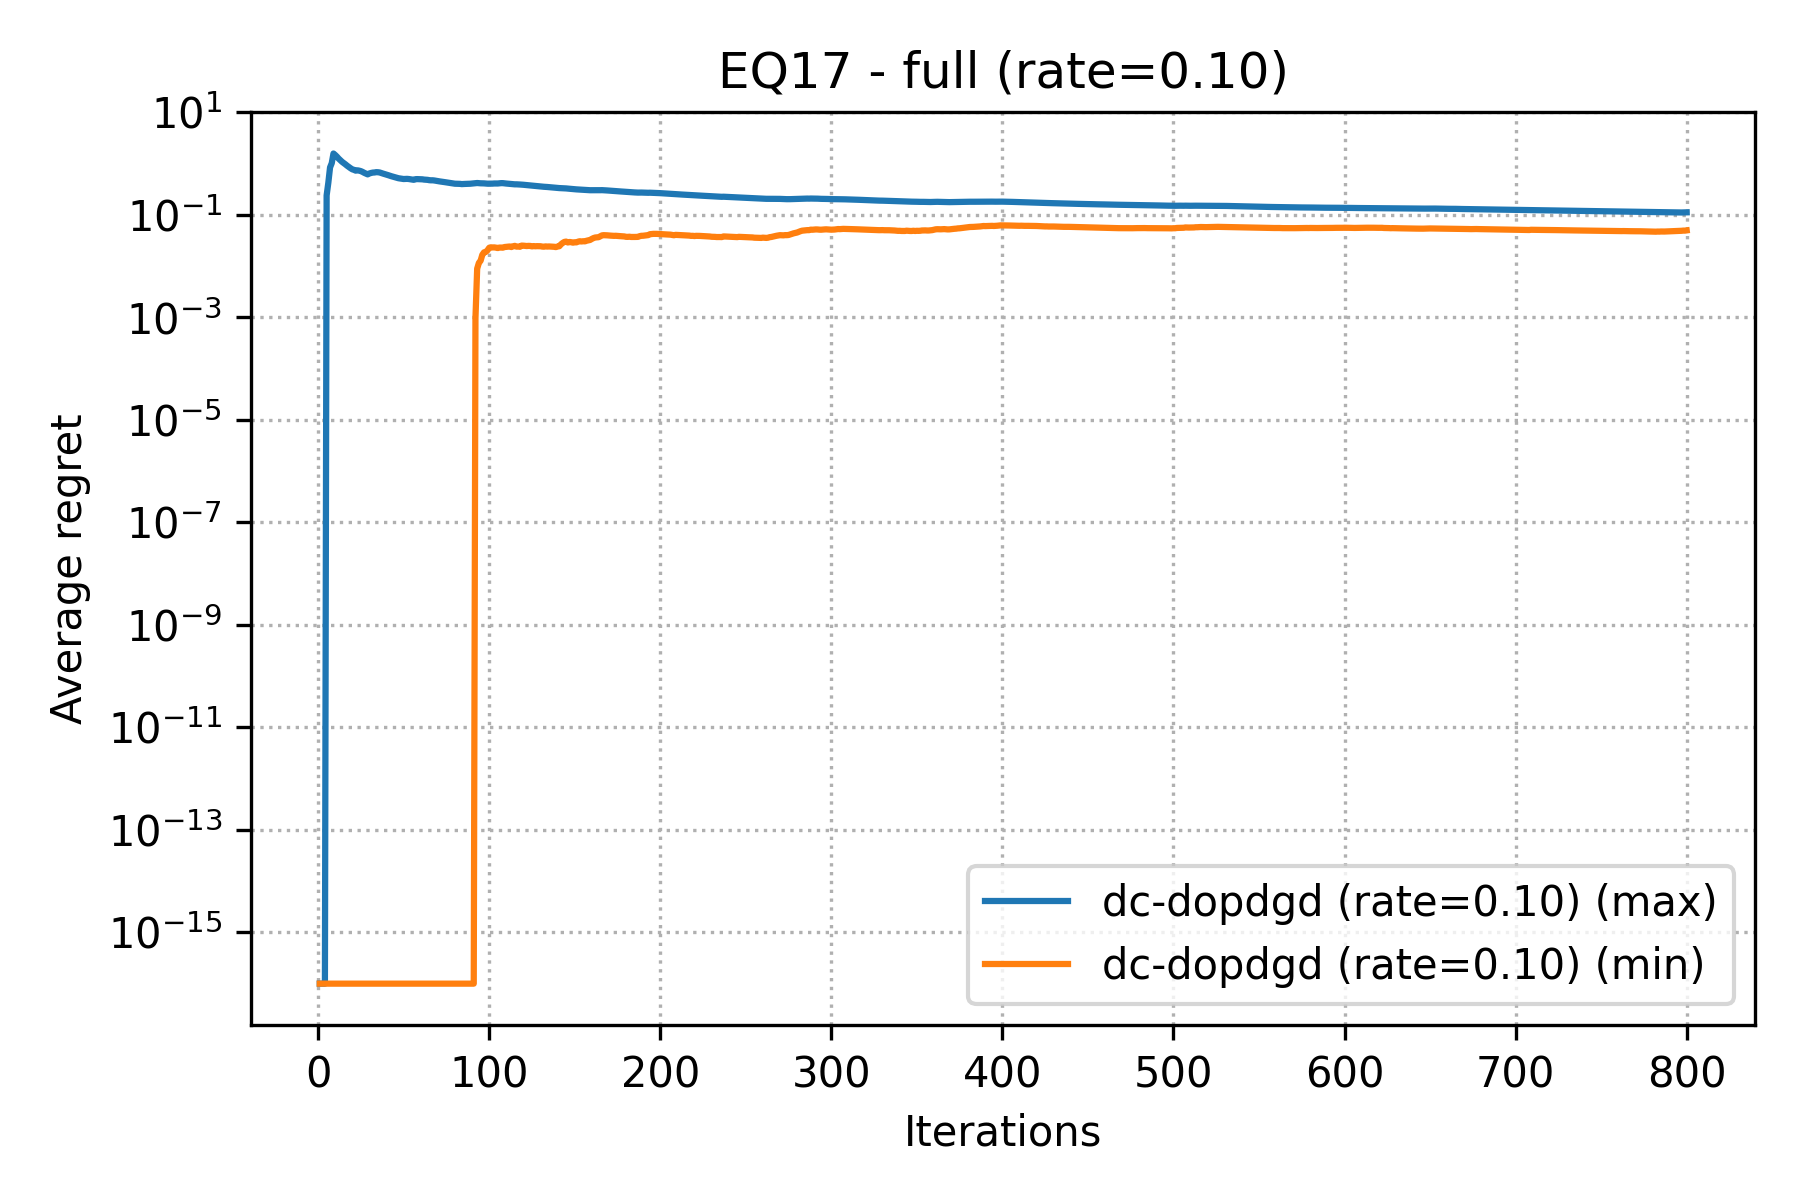 EQ17 - full (rate=0.10)
10^1
10^-1
10^-3
10^-5
10^-7
10^-9
10^-11
10^-13
10^-15
Average regret
dc-dopdgd (rate=0.10) (max)
dc-dopdgd (rate=0.10) (min)
0 100 200 300 400 500 600 700 800
Iterations